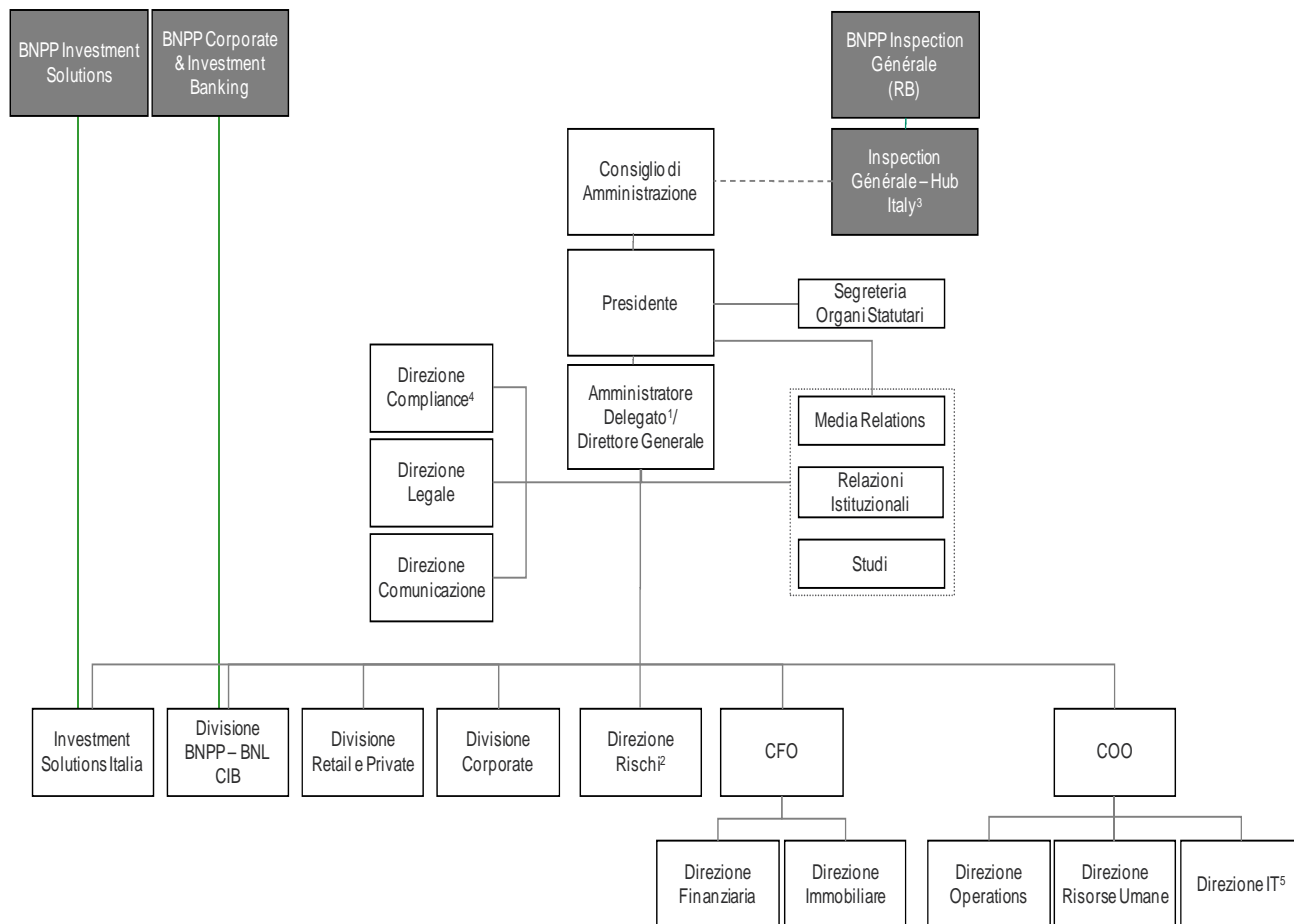 BNPP Investment
Solutions
BNPP Corporate
& Investment
Banking
BNPP Inspection
Générale
(RB)
Consiglio di
Amministrazione
Inspection
Générale – Hub
Italy³
Presidente
Segreteria
Organi Statutari
Direzione
Compliance⁴
Amministratore
Delegato¹/
Direttore Generale
Media Relations
Direzione
Legale
Relazioni
Istituzionali
Direzione
Comunicazione
Studi
Investment
Solutions Italia
Divisione
BNPP – BNL
CIB
Divisione
Retail e Private
Divisione
Corporate
Direzione
Rischi²
CFO
COO
Direzione
Finanziaria
Direzione
Immobiliare
Direzione
Operations
Direzione
Risorse Umane
Direzione IT⁵